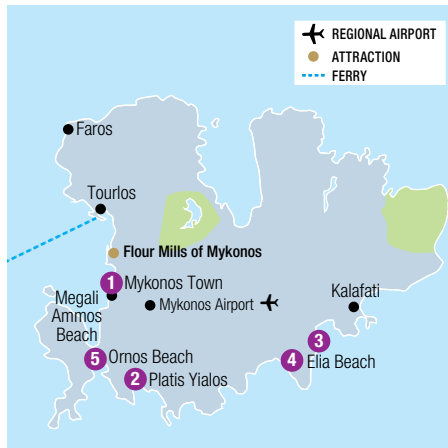 REGIONAL AIRPORT
ATTRACTION
FERRY
Faros
Tourlos
Flour Mills of Mykonos
1 Mykonos Town
Megali
Ammos
Beach
Mykonos Airport
Kalafati
3
5 Ornos Beach
4 Elia Beach
2 Platis Yialos